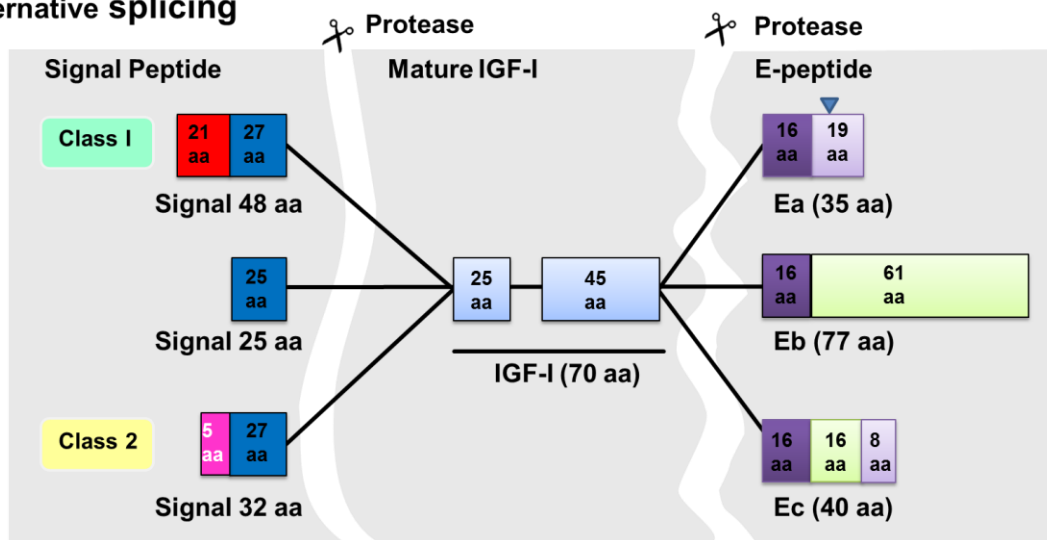 ernative splicing
Protease
Protease
Signal Peptide
Mature IGF-I
E-peptide
Class I
21
aa
27
aa
Signal 48 aa
25
aa
Signal 25 aa
Class 2
5
aa
27
aa
Signal 32 aa
25
aa
45
aa
IGF-I (70 aa)
16
aa
19
aa
Ea (35 aa)
16
aa
61
aa
Eb (77 aa)
16
aa
16
aa
8
aa
Ec (40 aa)